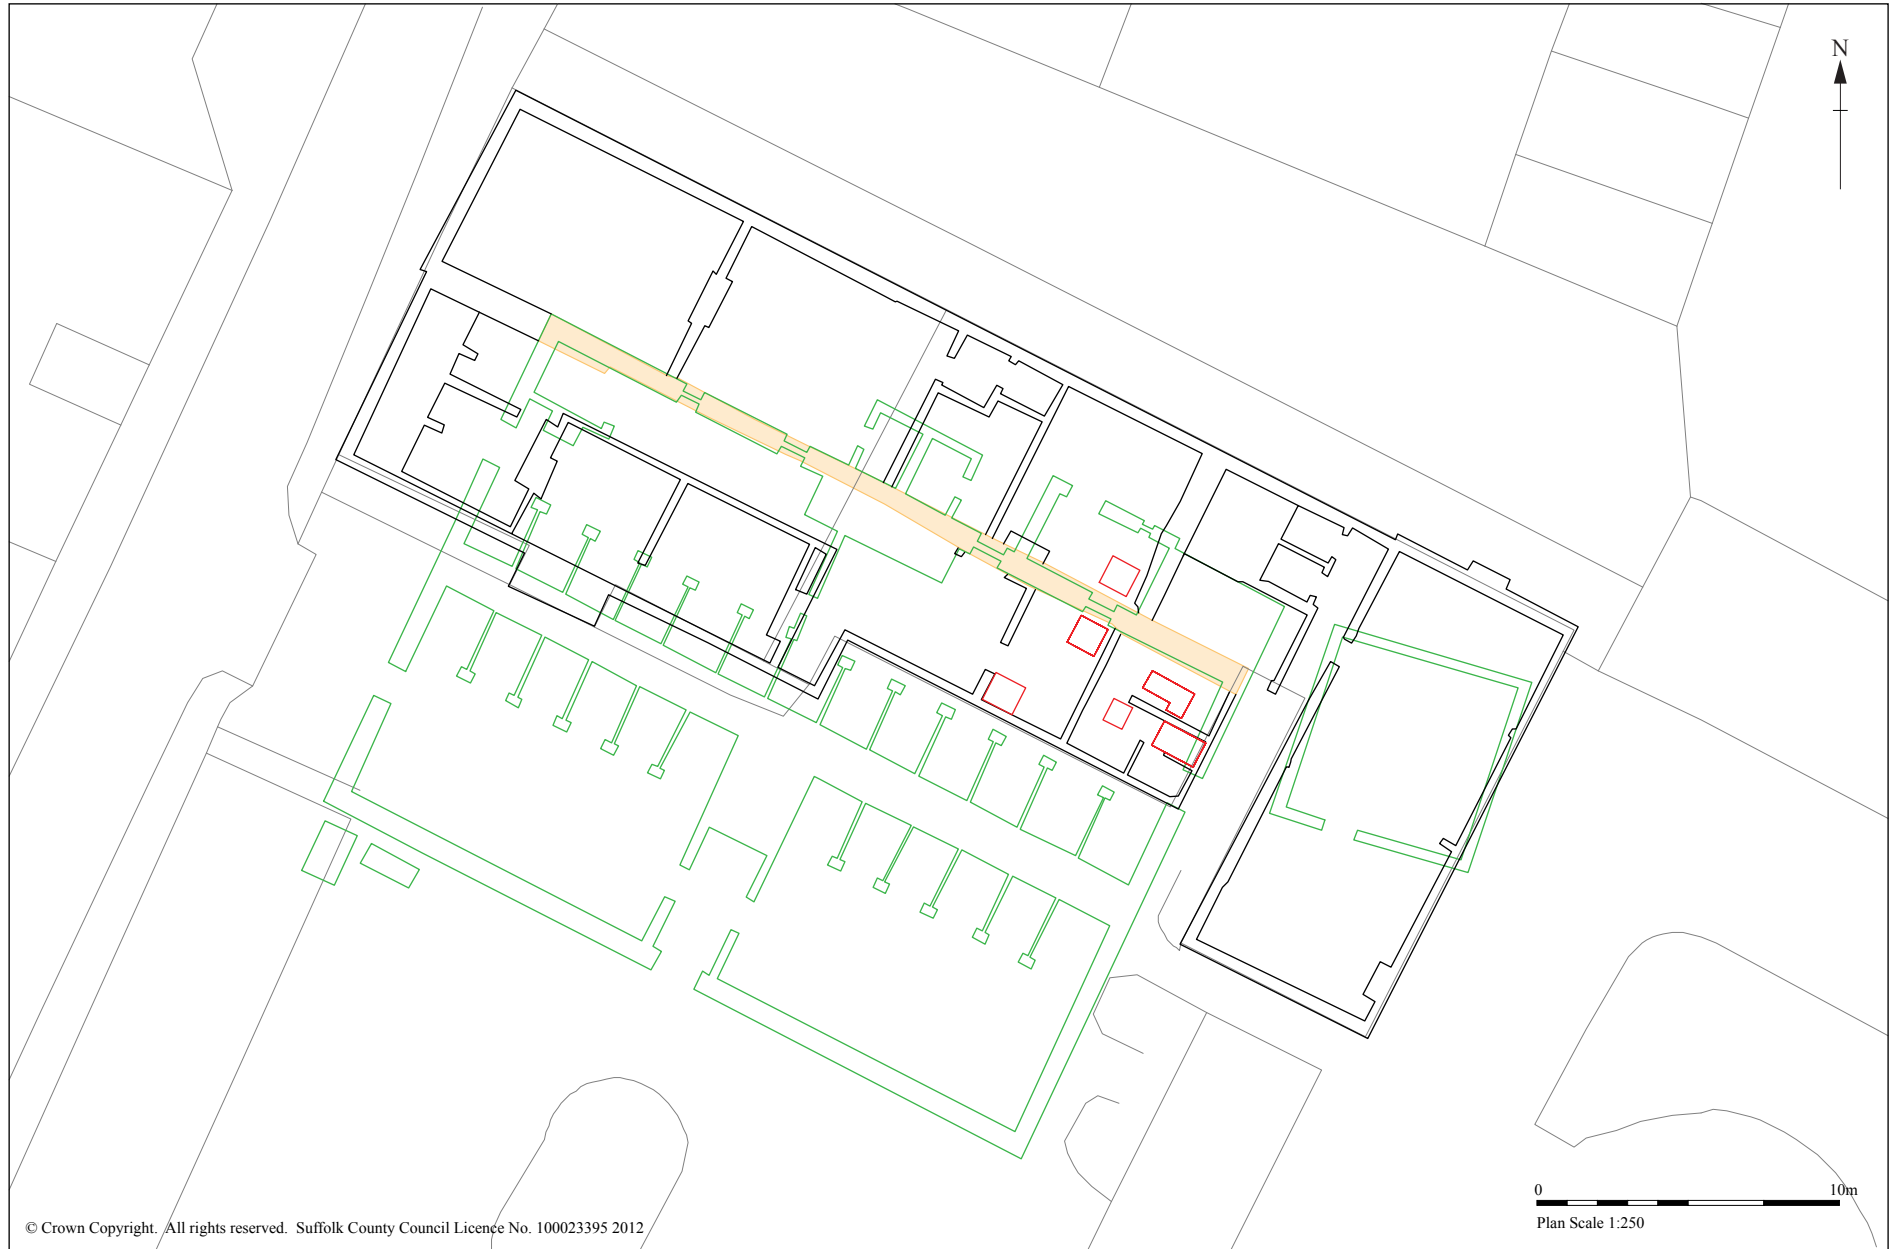 N
0 10m
Plan Scale 1:250
© Crown Copyright. All rights reserved. Suffolk County Council Licence No. 100023395 2012